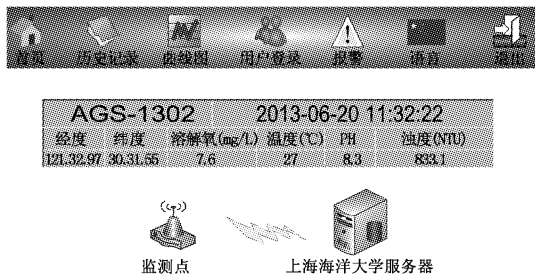 首页 历史记录 曲线图 用户登录 报警 语言 退出
AGS-1302 2013-06-20 11:32:22
经度 纬度 溶解氧(mg/L) 温度(℃) PH 浊度(NTU)
121.32.97 30.31.55 7.6 27 8.3 833.1
监测点 上海海洋大学服务器